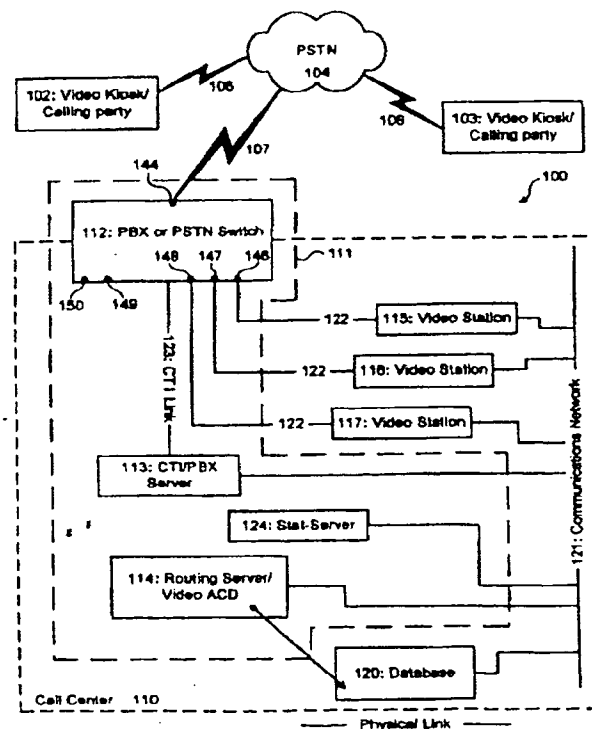 PSTN
104
106
102: Video Kiosk/
Calling party
108
103: Video Kiosk/
Calling party
107
144
100
112: PBX or PSTN Switch
148
147
146
111
150
149
122
115: Video Station
122
116: Video Station
123: CTI Link
122
117: Video Station
121: Communications Network
113: CTI/PBX
Server
124: Stat-Server
114: Routing Server/
Video ACD
120: Database
Call Center 110
Physical Link